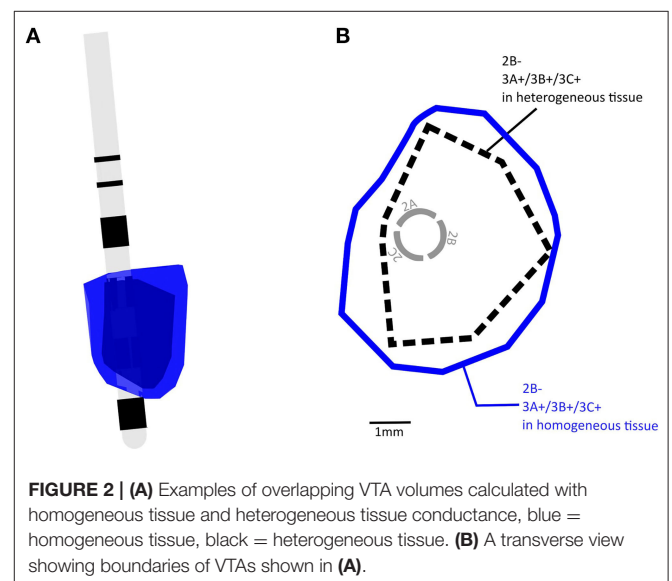 A
B
2B-
3A+/3B+/3C+
in heterogeneous tissue
2A
2B
2C
2B-
3A+/3B+/3C+
in homogeneous tissue
1mm
FIGURE 2 | (A) Examples of overlapping VTA volumes calculated with
homogeneous tissue and heterogeneous tissue conductance, blue =
homogeneous tissue, black = heterogeneous tissue. (B) A transverse view
showing boundaries of VTAs shown in (A).